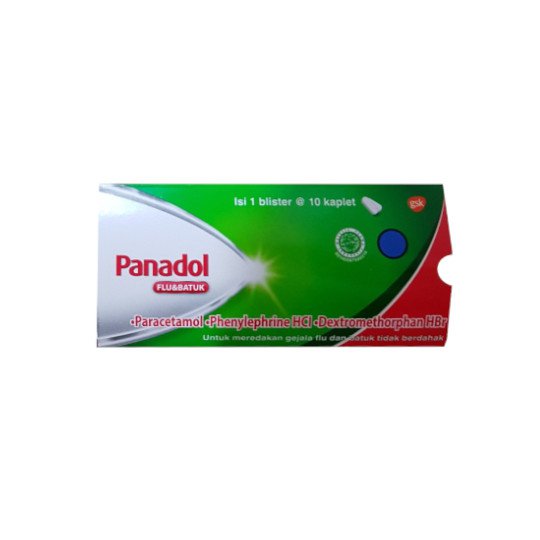 Isi 1 blister @ 10 kaplet
gsk
Panadol
FLU&BATUK
•Paracetamol •Phenylephrine HCl •Dextromethorphan HBr
Untuk meredakan gejala flu dan batuk tidak berdahak